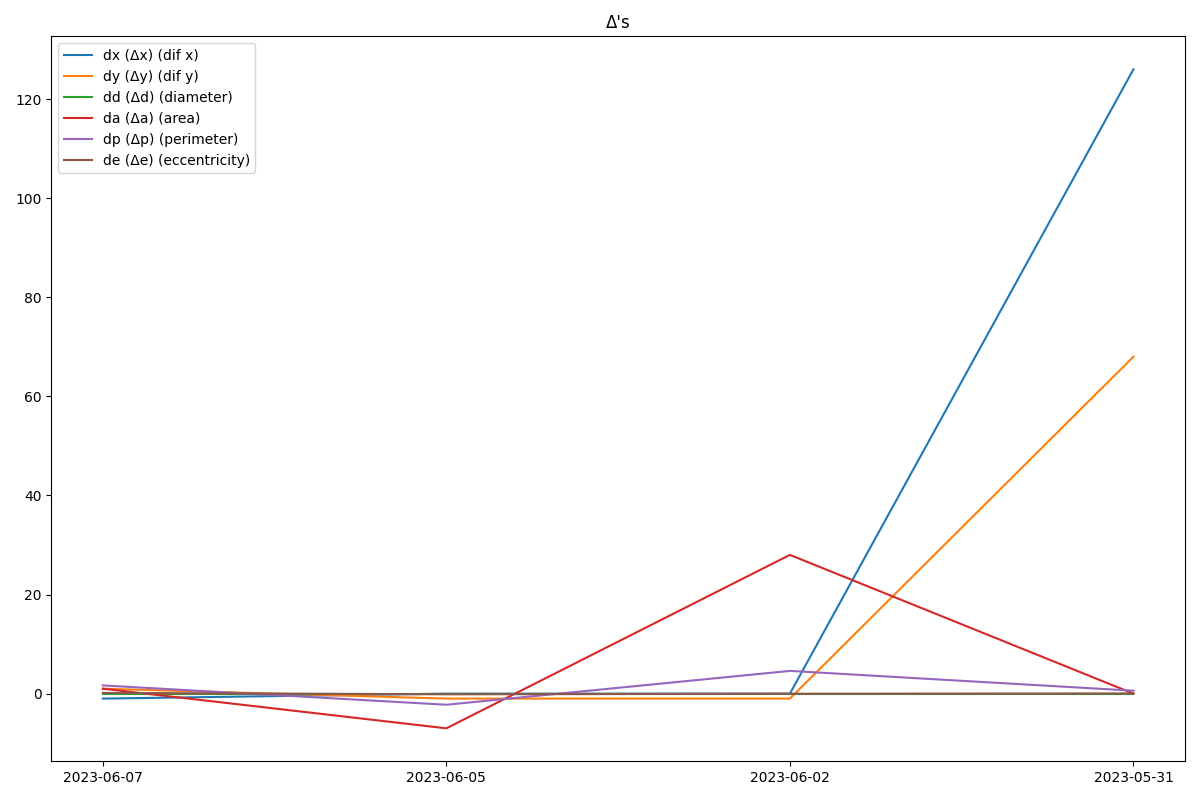 Δ's
dx (Δx) (dif x)
dy (Δy) (dif y)
dd (Δd) (diameter)
da (Δa) (area)
dp (Δp) (perimeter)
de (Δe) (eccentricity)
120
100
80
60
40
20
0
2023-06-07 2023-06-05 2023-06-02 2023-05-31